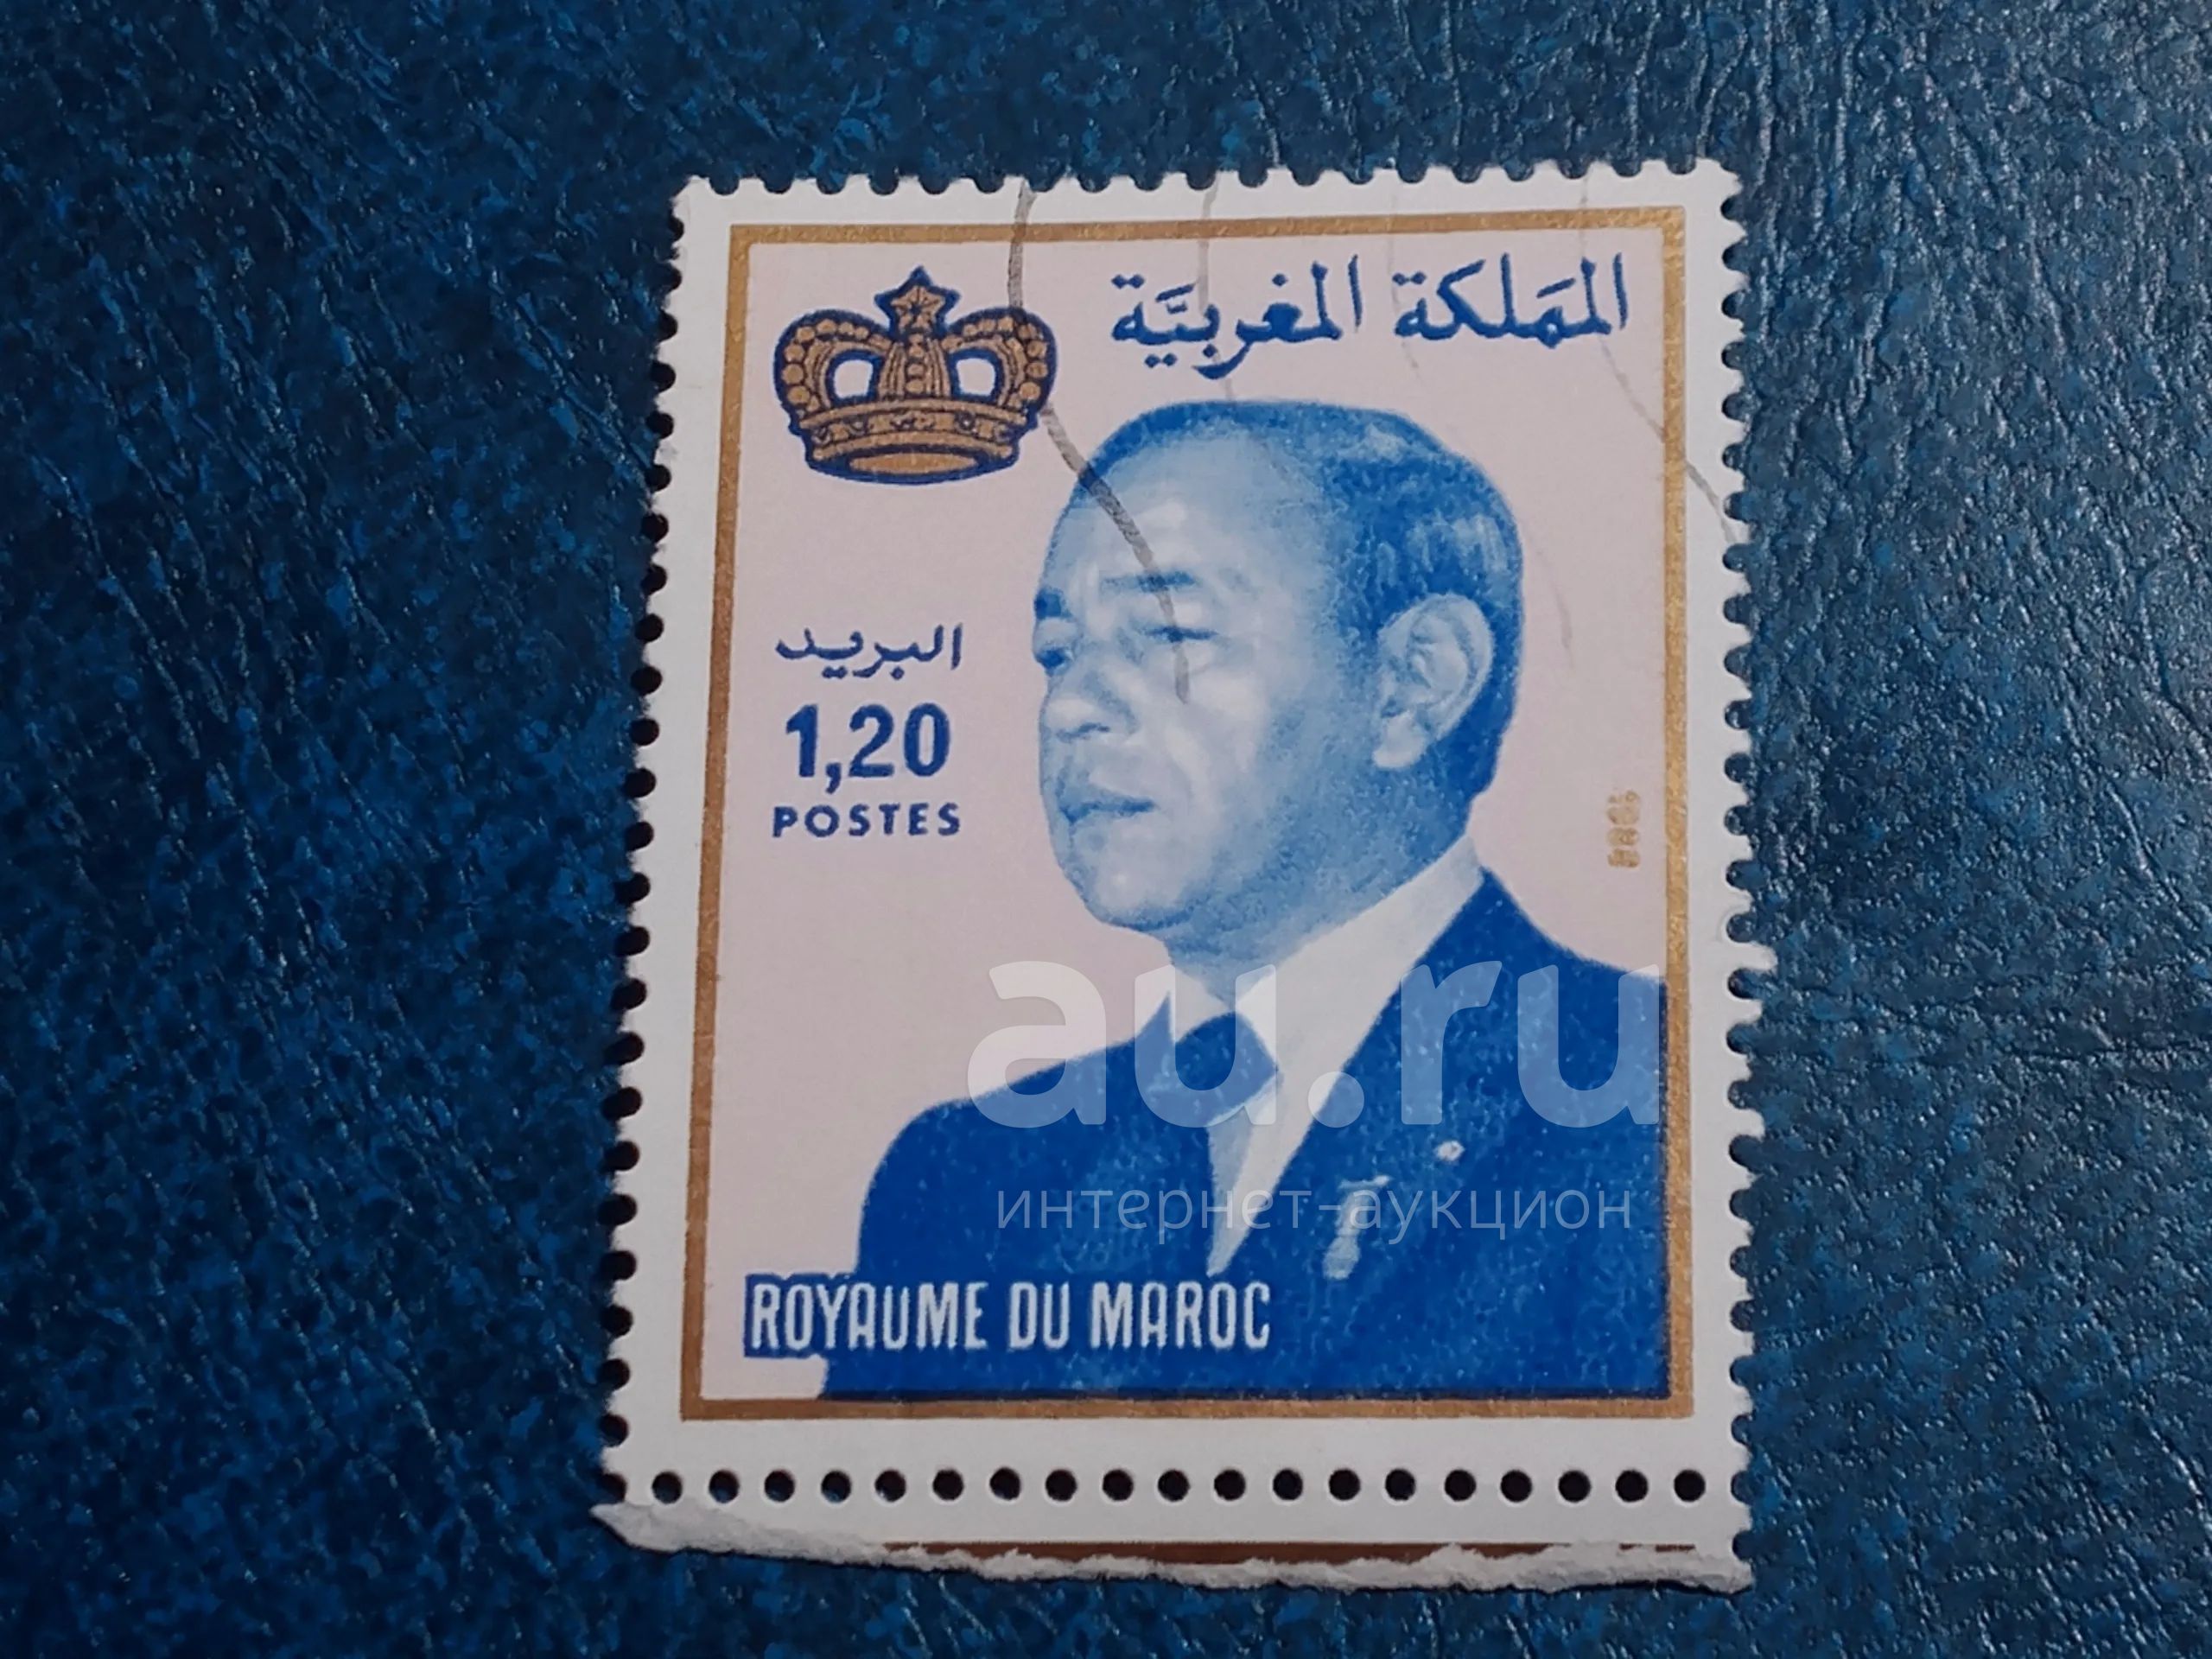 المملكة المغربية
البريد
1,20
POSTES
ROYAUME DU MAROC
au.ru
интернет-аукцион